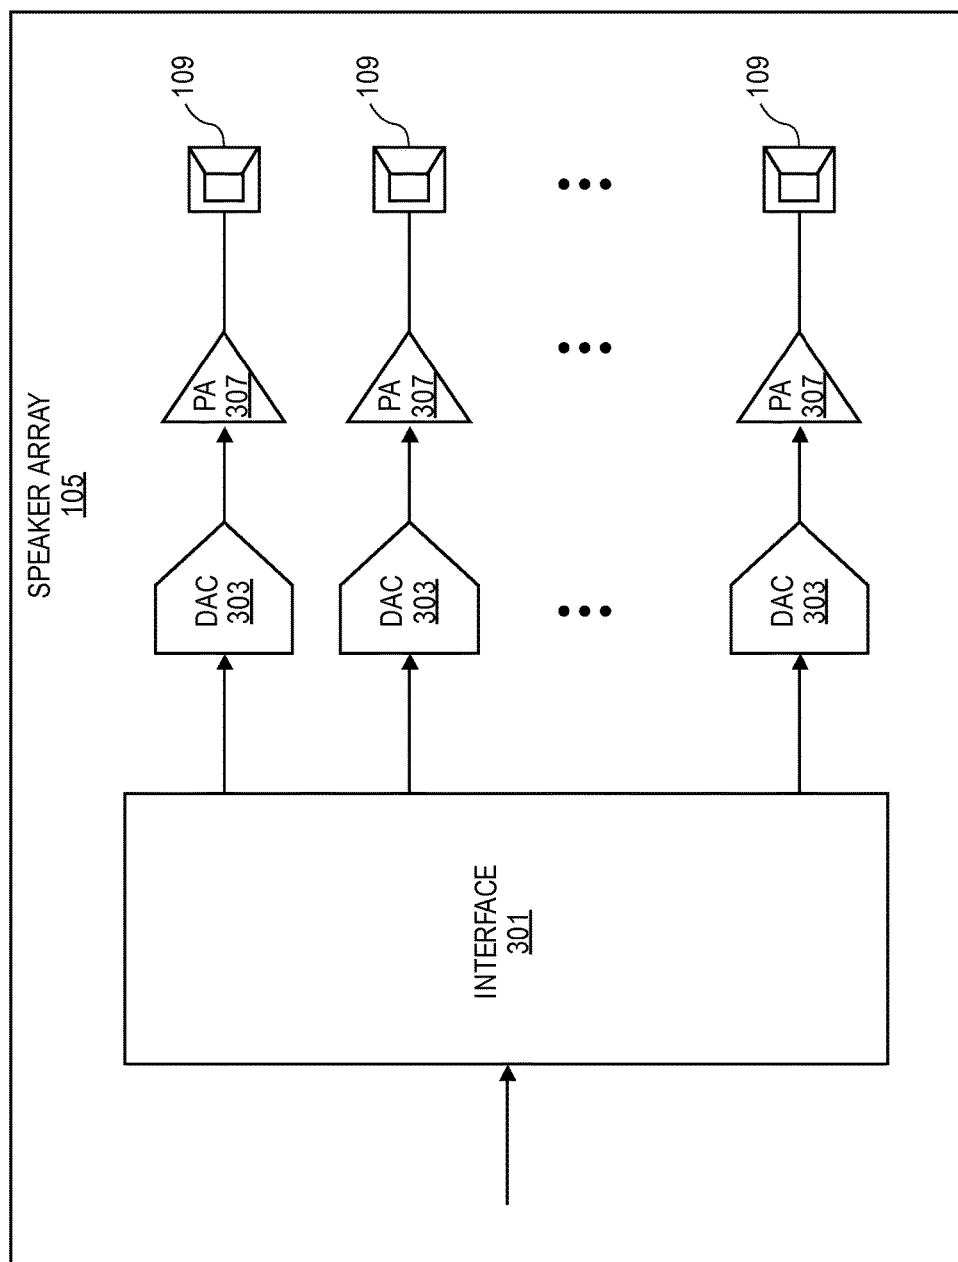 SPEAKER ARRAY
105
109
109
109
PA
307
PA
307
PA
307
DAC
303
DAC
303
DAC
303
INTERFACE
301